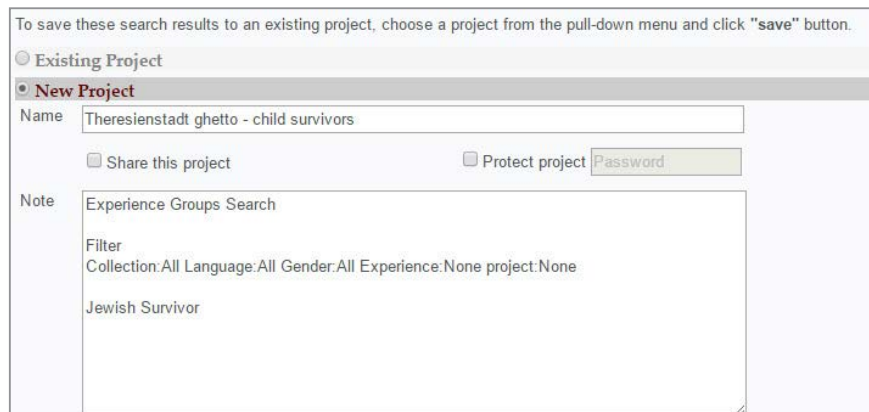 To save these search results to an existing project, choose a project from the pull-down menu and click "save" button.
Existing Project
New Project
Name Theresienstadt ghetto - child survivors
Share this project Protect project Password
Note Experience Groups Search
Filter
Collection:All Language:All Gender:All Experience:None project:None
Jewish Survivor